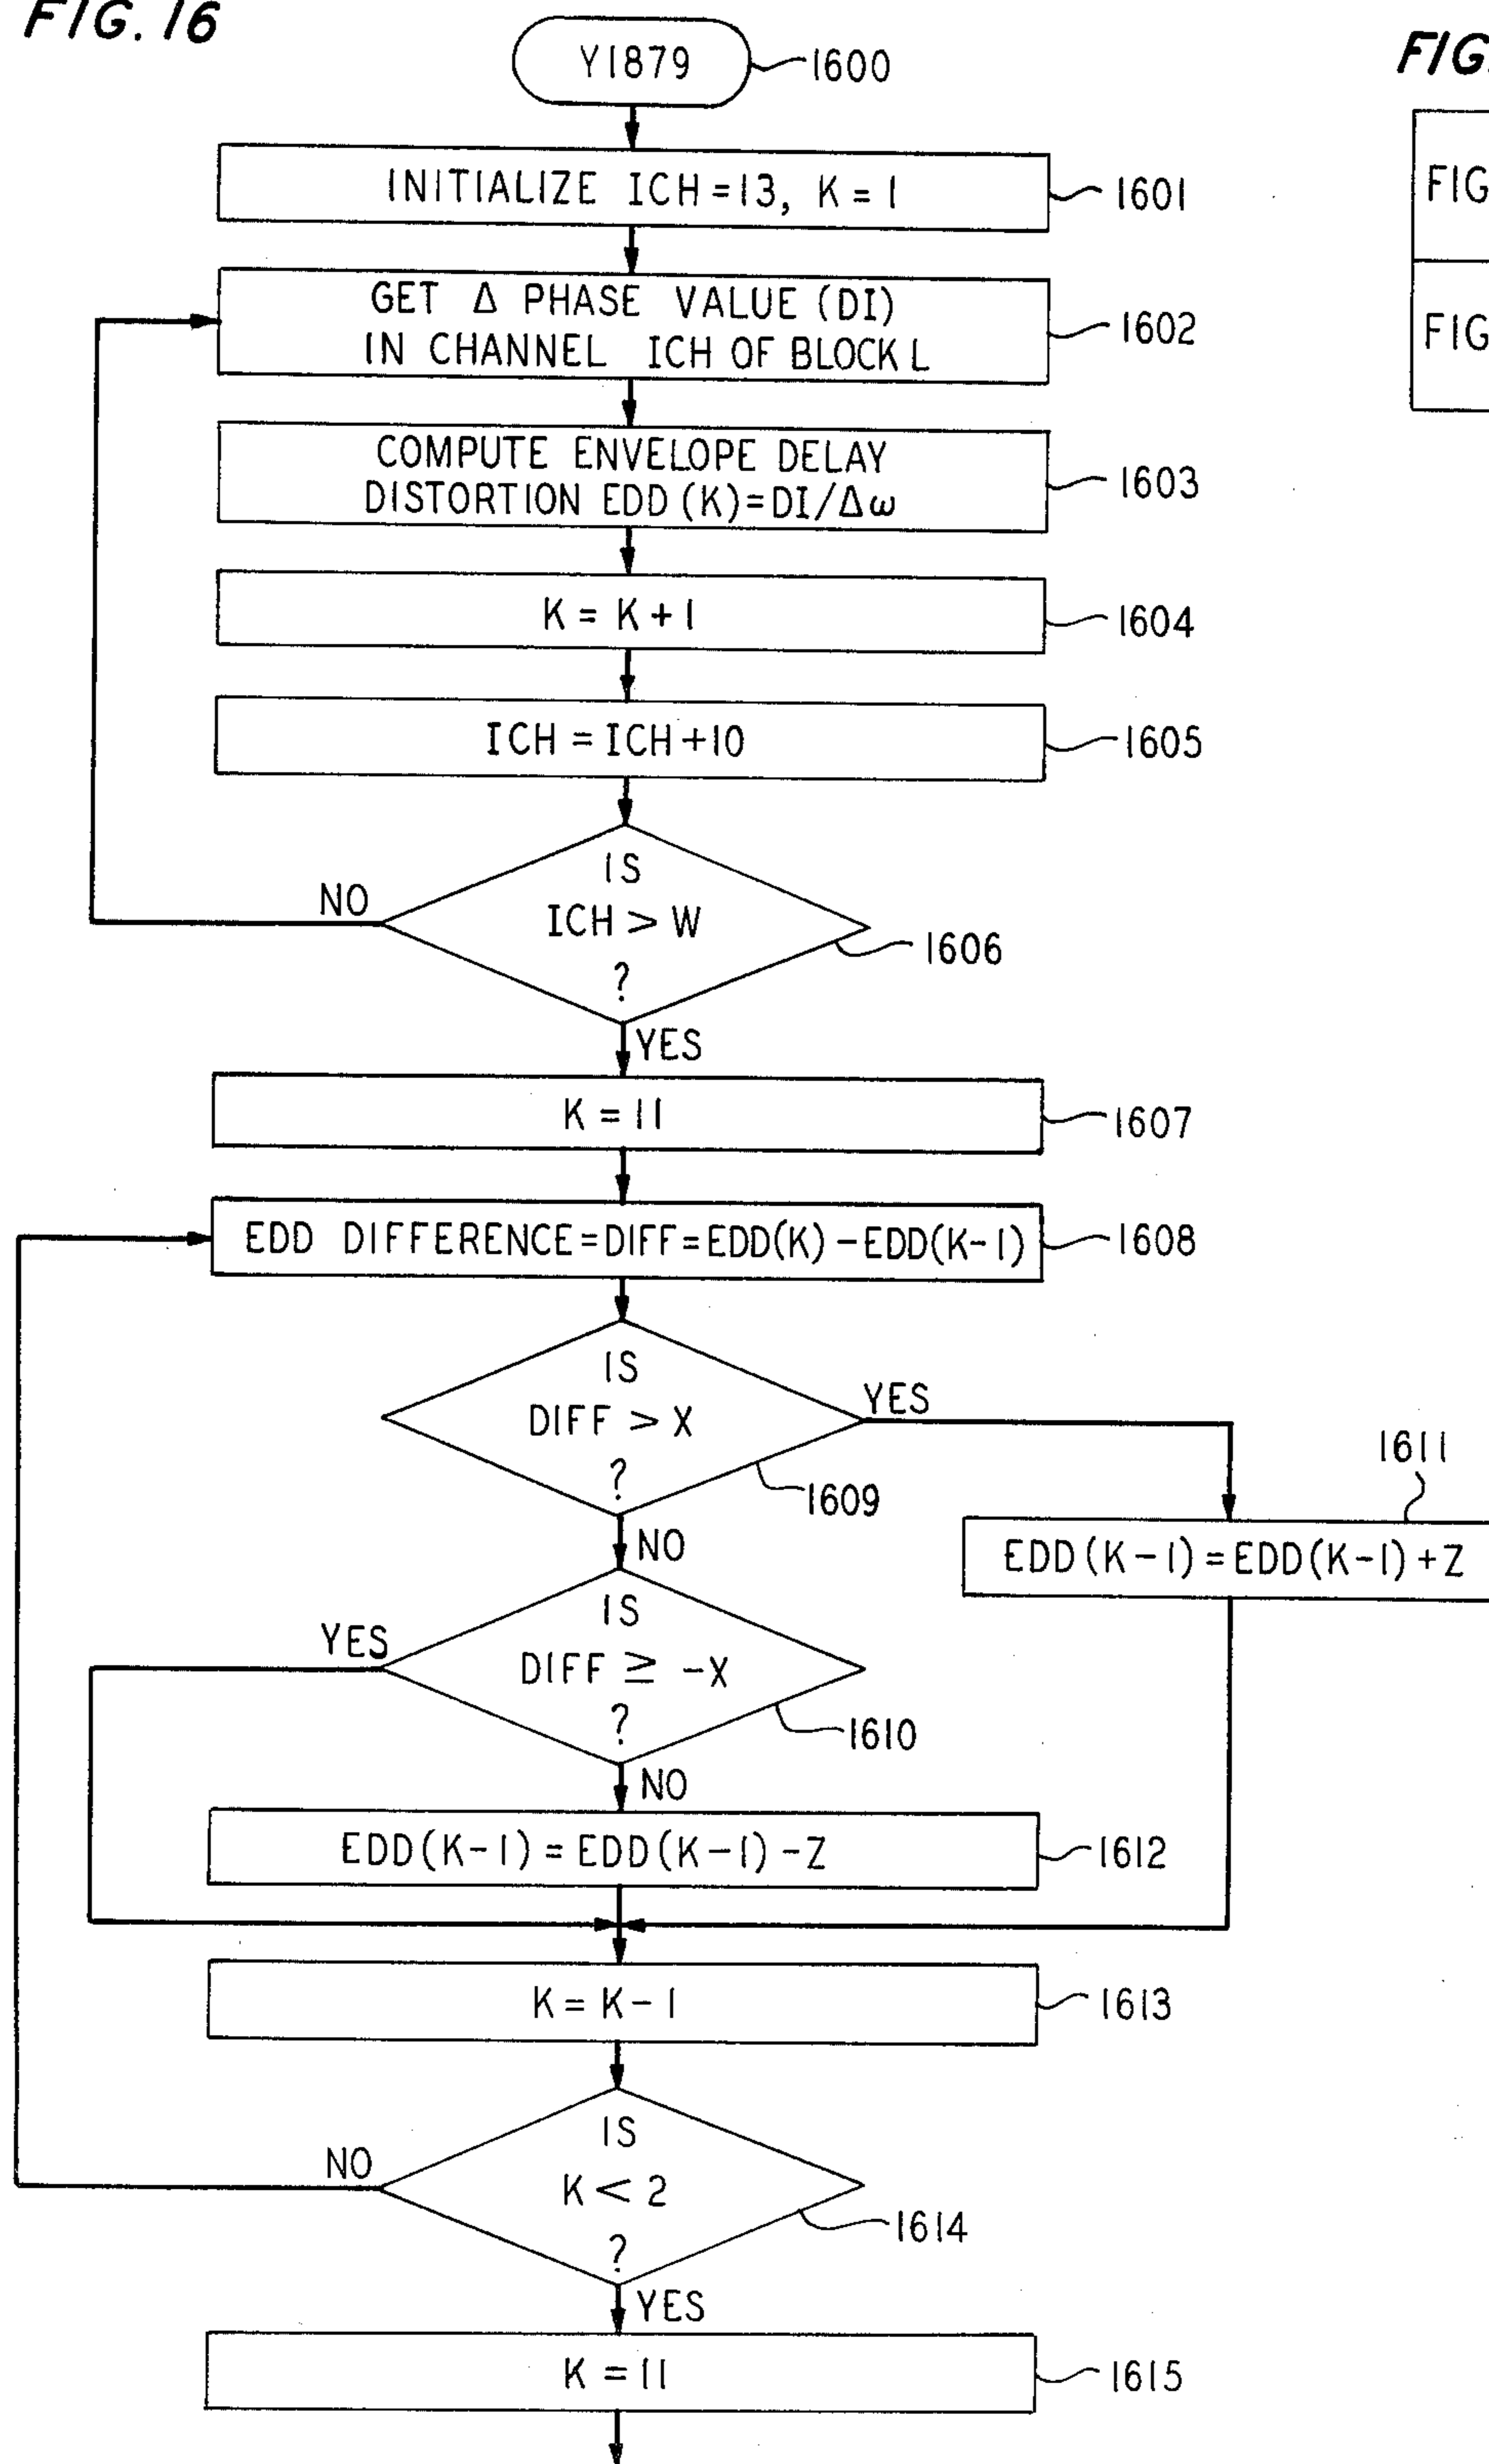 FIG. 16
Y1879
1600
INITIALIZE ICH=13, K=1
1601
GET Δ PHASE VALUE (DI)
IN CHANNEL ICH OF BLOCK L
1602
COMPUTE ENVELOPE DELAY
DISTORTION EDD (K)=DI/Δω
1603
K = K + 1
1604
ICH = ICH+10
1605
IS
ICH > W
?
1606
NO
YES
K = 11
1607
EDD DIFFERENCE=DIFF=EDD(K)-EDD(K-1)
1608
IS
DIFF > X
?
1609
YES
NO
1611
EDD(K-1)=EDD(K-1)+Z
IS
DIFF ≥ -X
?
1610
YES
NO
EDD(K-1) = EDD(K-1)-Z
1612
K = K-1
1613
IS
K < 2
?
1614
NO
YES
K = 11
1615
FIG.
FIG
FIG